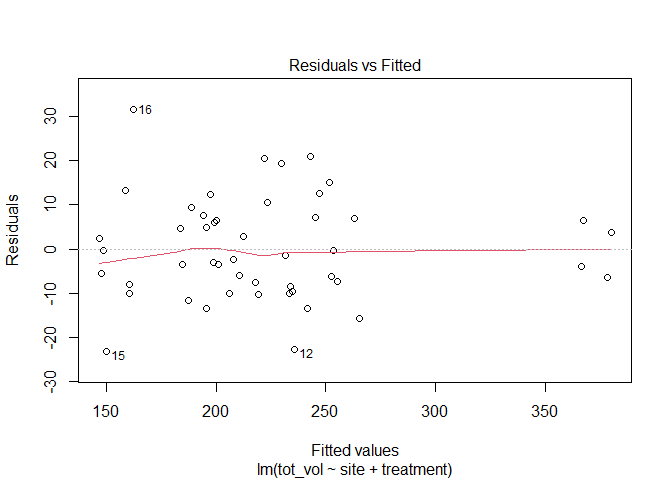 Residuals vs Fitted
Residuals
30
20
10
0
-10
-20
-30
16
15
12
150 200 250 300 350
Fitted values
lm(tot_vol ~ site + treatment)